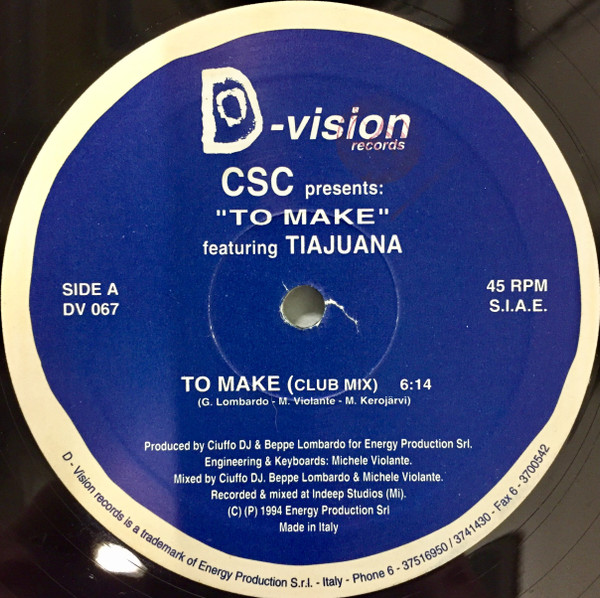 D-vision
records
CSC presents:
"TO MAKE"
featuring TIAJUANA
SIDE A
DV 067
45 RPM
S.I.A.E.
TO MAKE (CLUB MIX) 6:14
(G. Lombardo - M. Violante - M. Kerojärvi)
Produced by Ciuffo DJ & Beppe Lombardo for Energy Production Srl.
Engineering & Keyboards: Michele Violante.
Mixed by Ciuffo DJ. Beppe Lombardo & Michele Violante.
Recorded & mixed at Indeep Studios (Mi).
(C) (P) 1994 Energy Production Srl
Made in Italy
D - Vision records is a trademark of Energy Production S.r.l. - Italy - Phone 6 - 37516950 / 3741430 - Fax 6 - 3700542